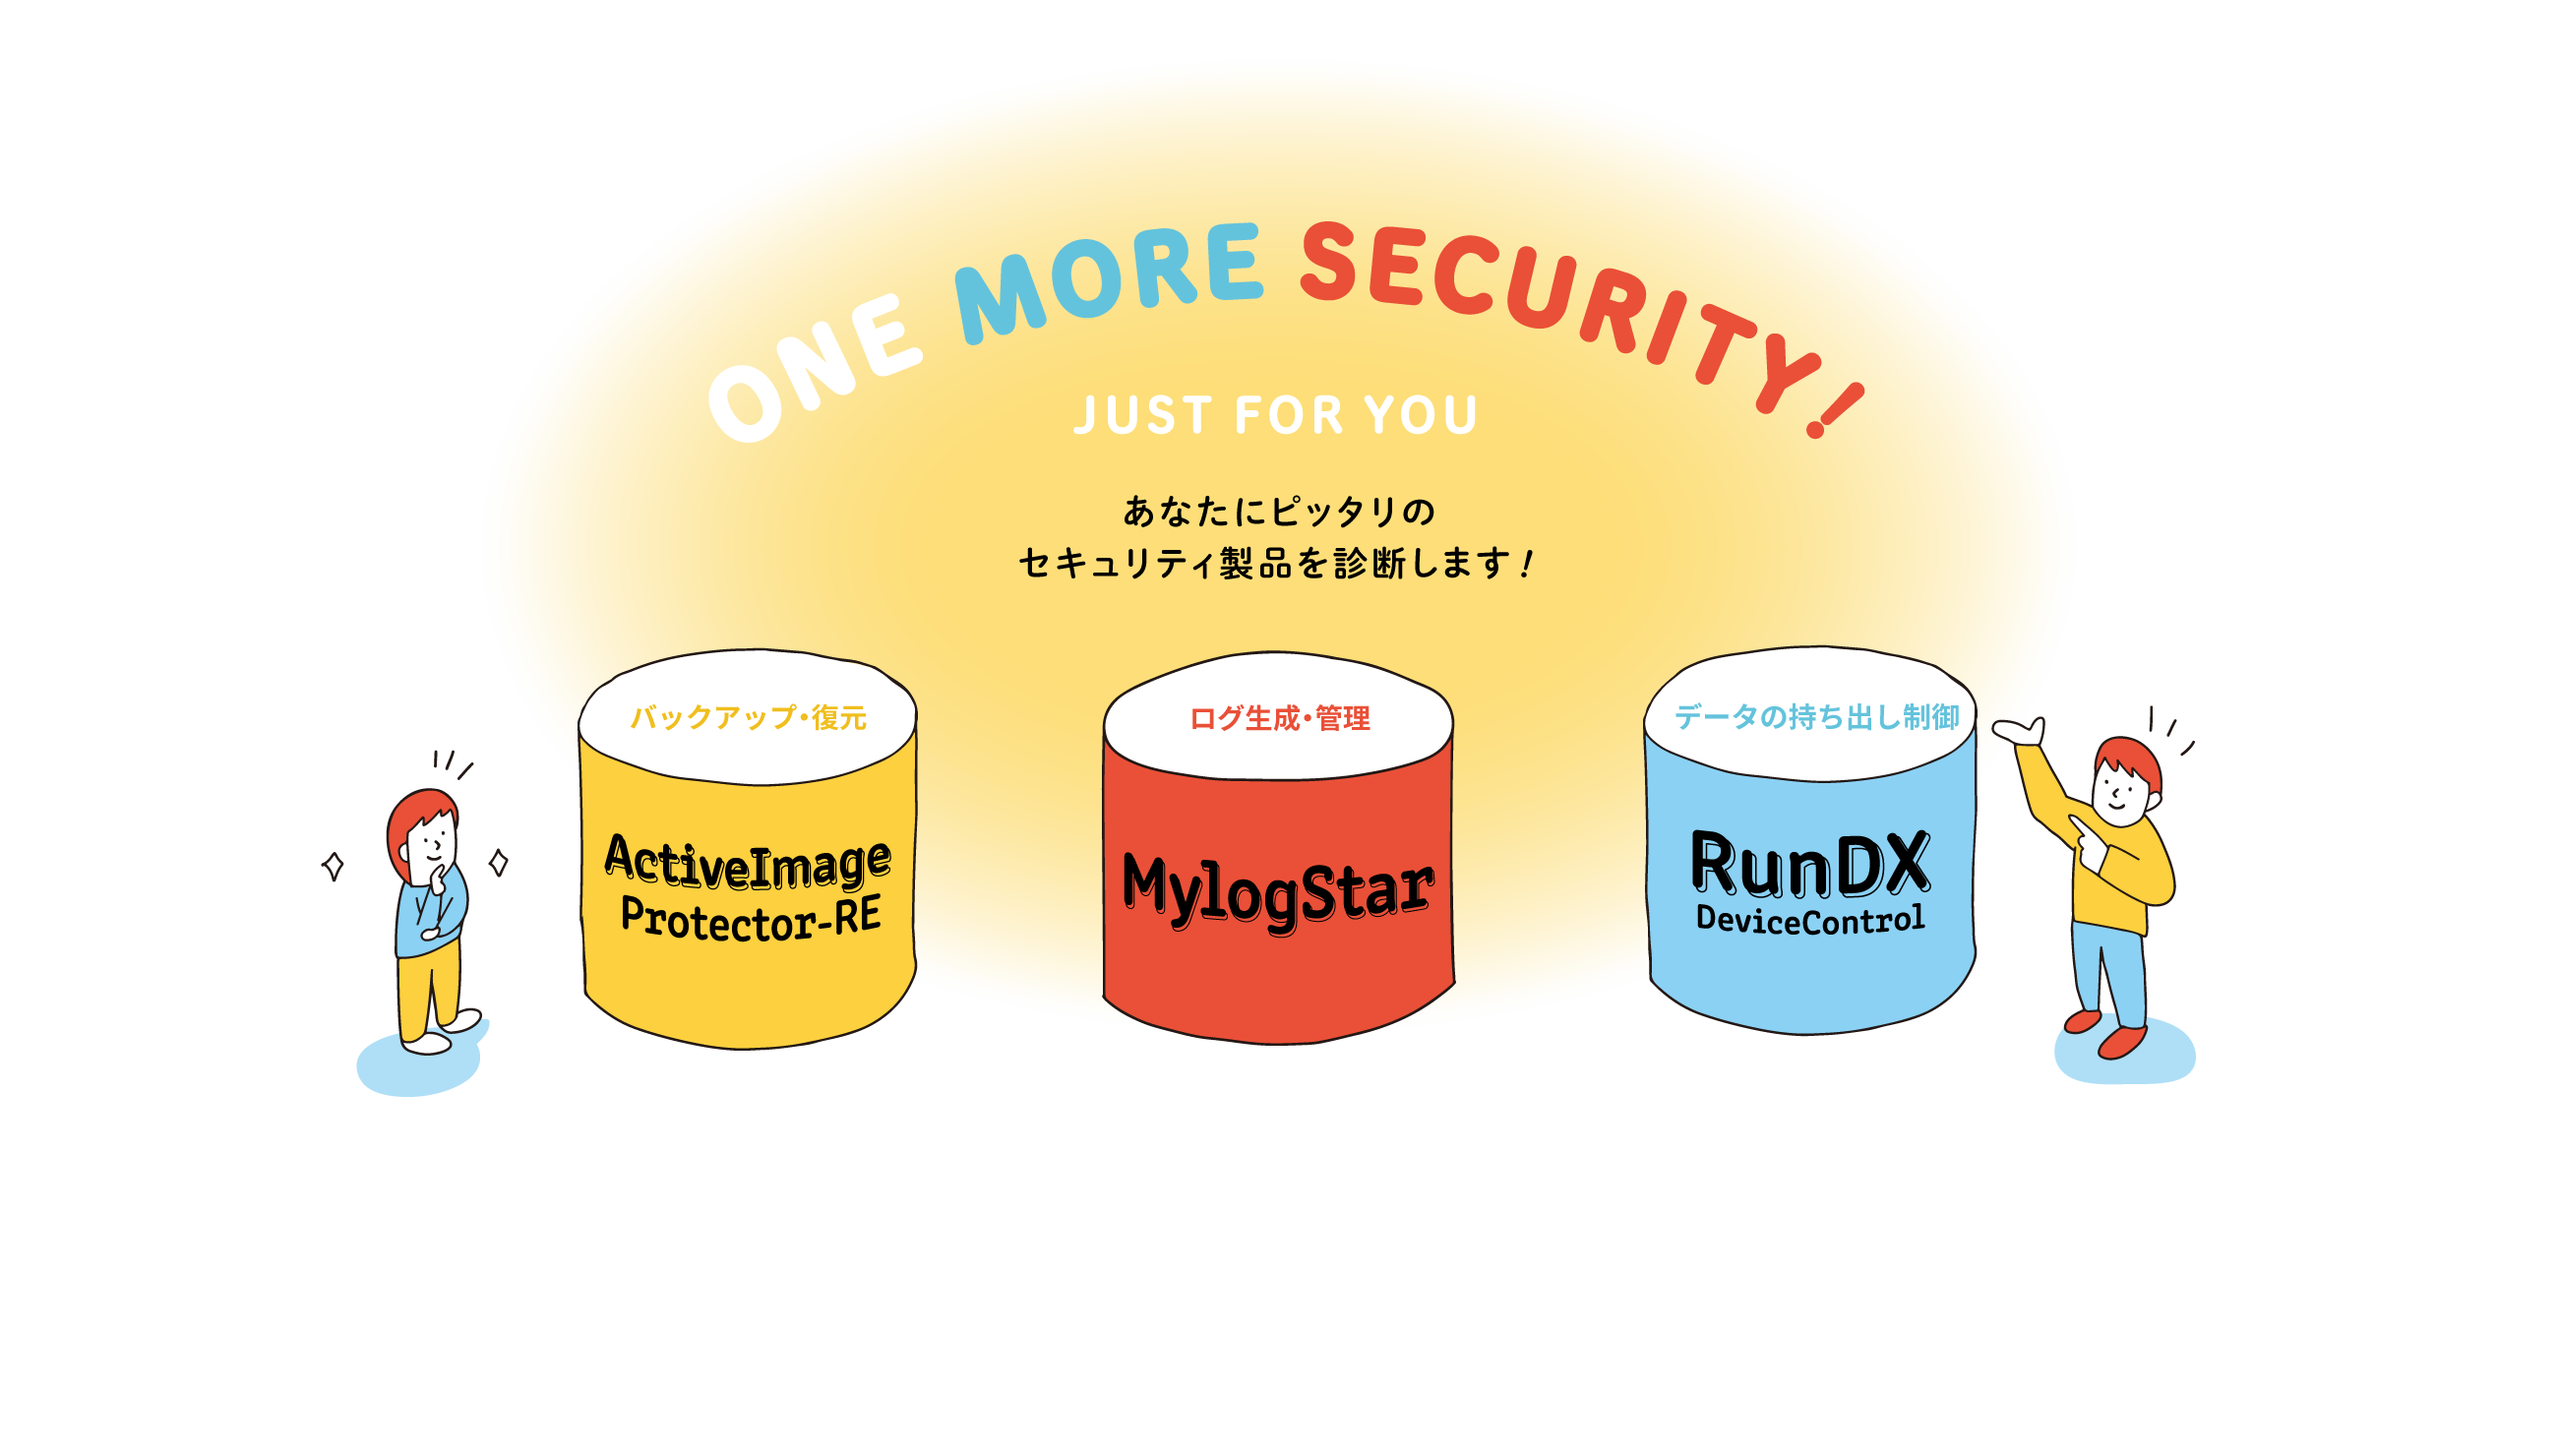 ONE MORE SECURITY!
JUST FOR YOU
あなたにピッタリの
セキュリティ製品を診断します!
バックアップ・復元
ActiveImage
Protector-RE
ログ生成・管理
MylogStar
データの持ち出し制御
RunDX
DeviceControl